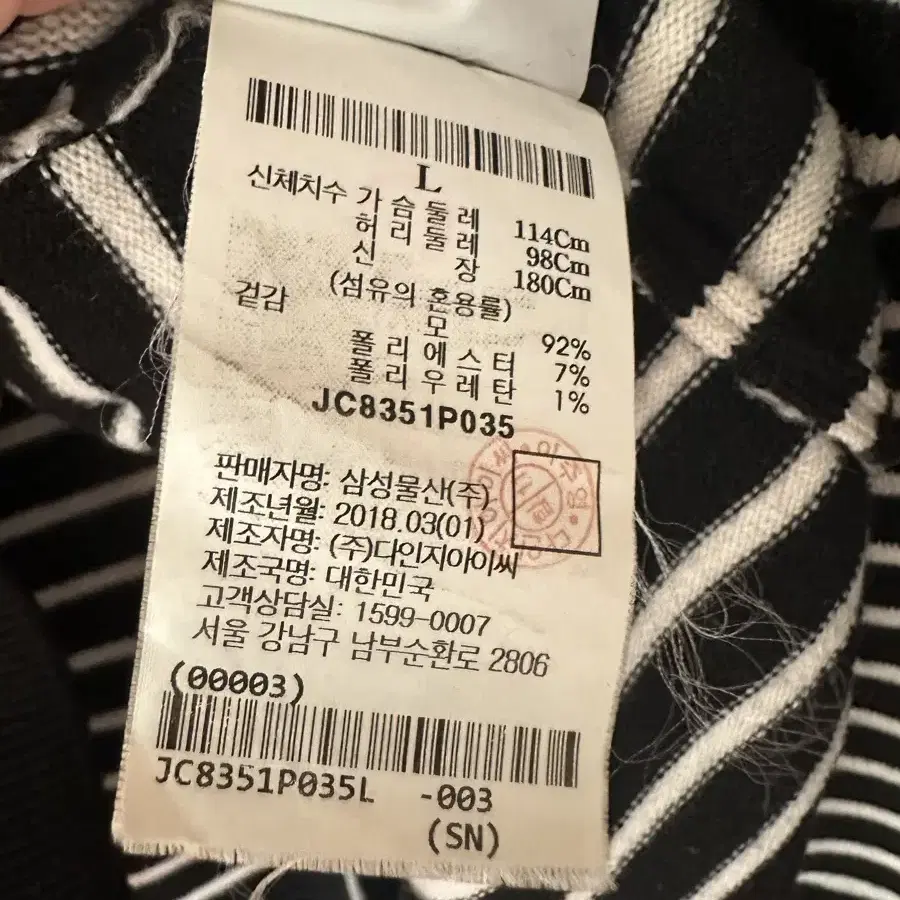 L
신체치수 가슴둘레 114Cm
허리둘레 98Cm
신장 180Cm
겉감 (섬유의 혼용률)
모 92%
폴리에스터 7%
폴리우레탄 1%
JC8351P035
판매자명: 삼성물산(주)
제조년월: 2018.03(01)
제조자명: (주)다인지아이씨
제조국명: 대한민국
고객상담실: 1599-0007
서울 강남구 남부순환로 2806
(00003)
JC8351P035L -003
(SN)